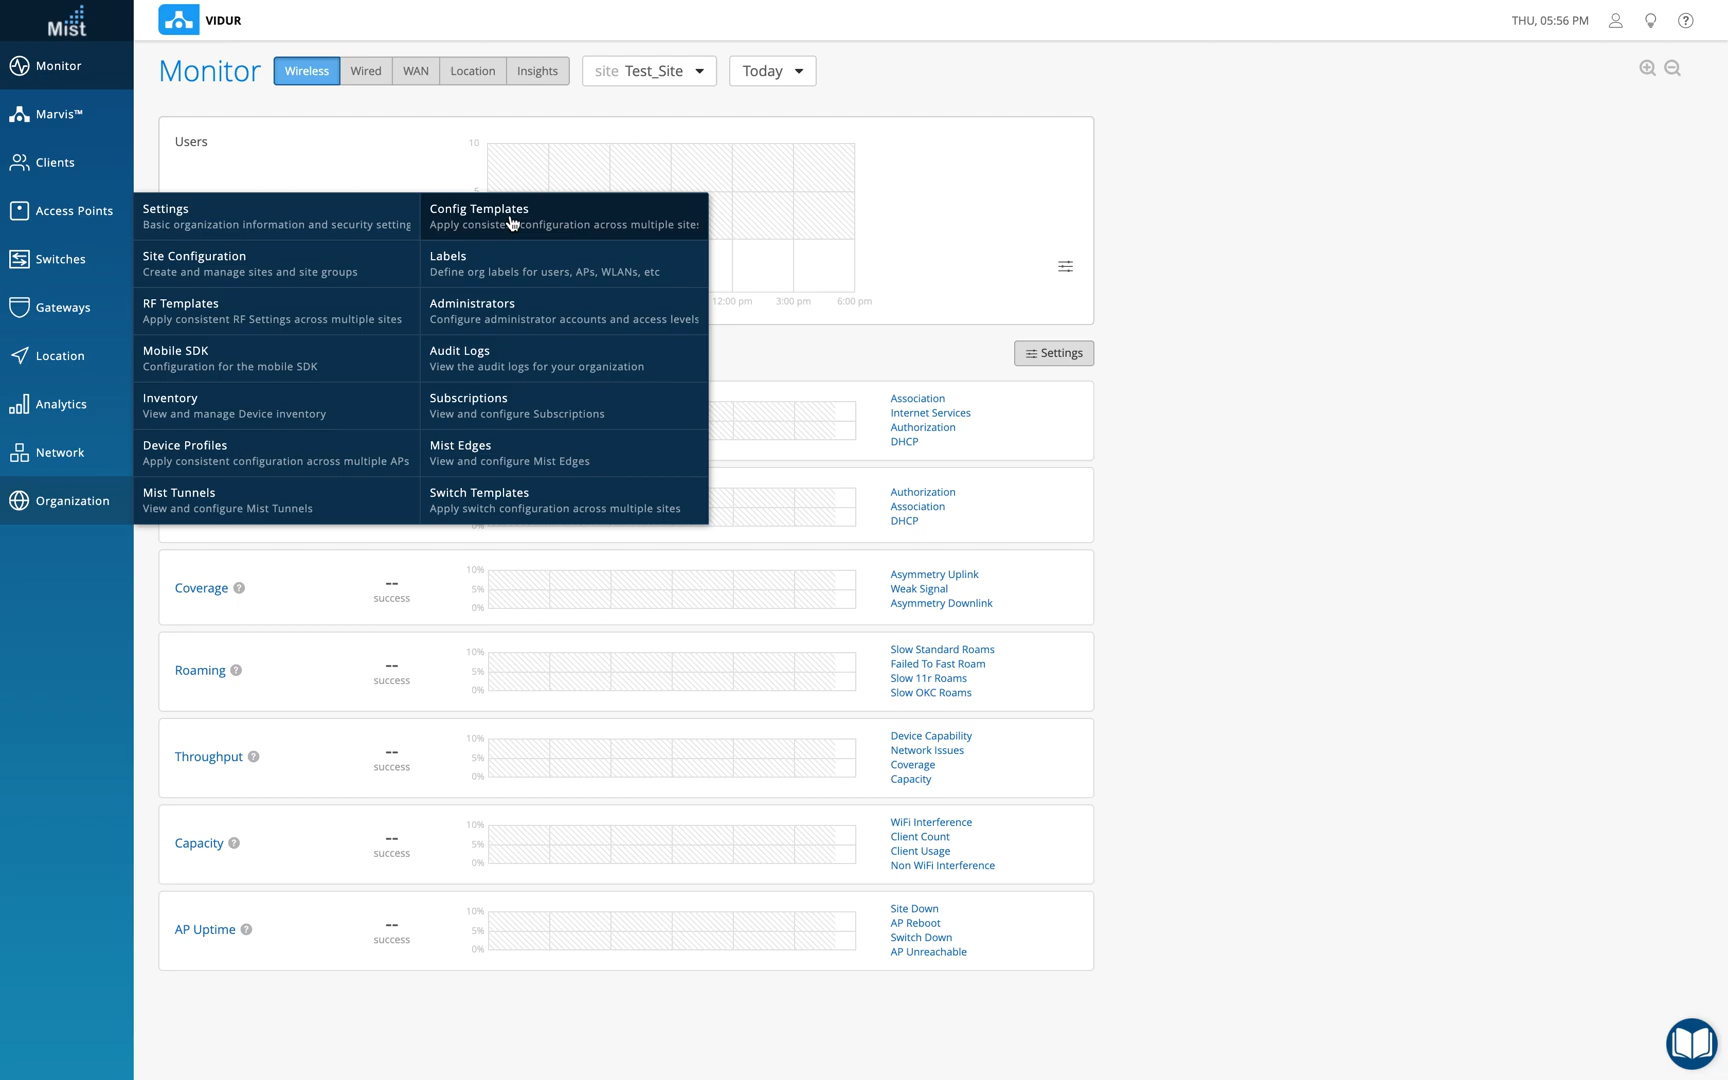 Mist
VIDUR
THU, 05:56 PM
Monitor
Marvis™
Clients
Access Points
Switches
Gateways
Location
Analytics
Network
Organization
Monitor
Wireless
Wired
WAN
Location
Insights
site Test_Site
Today
Users
10
5
12:00 pm
3:00 pm
6:00 pm
Settings
Basic organization information and security setting
Config Templates
Apply consiste configuration across multiple site
Site Configuration
Create and manage sites and site groups
Labels
Define org labels for users, APs, WLANs, etc
RF Templates
Apply consistent RF Settings across multiple sites
Administrators
Configure administrator accounts and access levels
Mobile SDK
Configuration for the mobile SDK
Audit Logs
View the audit logs for your organization
Inventory
View and manage Device inventory
Subscriptions
View and configure Subscriptions
Device Profiles
Apply consistent configuration across multiple APs
Mist Edges
View and configure Mist Edges
Mist Tunnels
View and configure Mist Tunnels
Switch Templates
Apply switch configuration across multiple sites
Settings
Association
Internet Services
Authorization
DHCP
Authorization
Association
DHCP
0%
Coverage ?
--
success
10%
5%
0%
Asymmetry Uplink
Weak Signal
Asymmetry Downlink
Roaming ?
--
success
10%
5%
0%
Slow Standard Roams
Failed To Fast Roam
Slow 11r Roams
Slow OKC Roams
Throughput ?
--
success
10%
5%
0%
Device Capability
Network Issues
Coverage
Capacity
Capacity ?
--
success
10%
5%
0%
WiFi Interference
Client Count
Client Usage
Non WiFi Interference
AP Uptime ?
--
success
10%
5%
0%
Site Down
AP Reboot
Switch Down
AP Unreachable